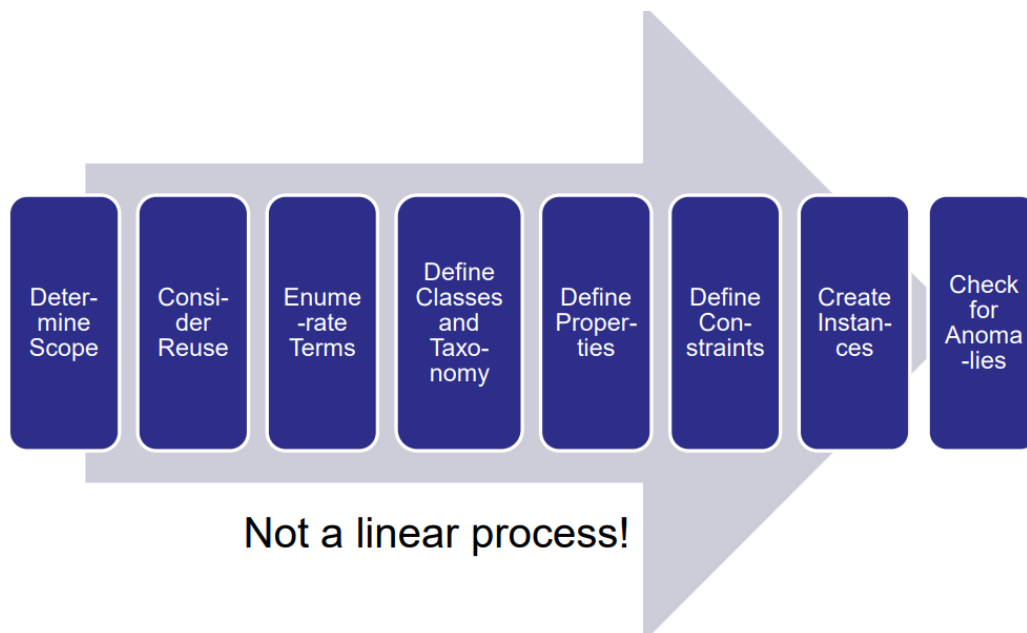 Deter-
mine
Scope
Consi-
der
Reuse
Enume
-rate
Terms
Define
Classes
and
Taxo-
nomy
Define
Proper-
ties
Define
Con-
straints
Create
Instan-
ces
Check
for
Anoma
-lies
Not a linear process!